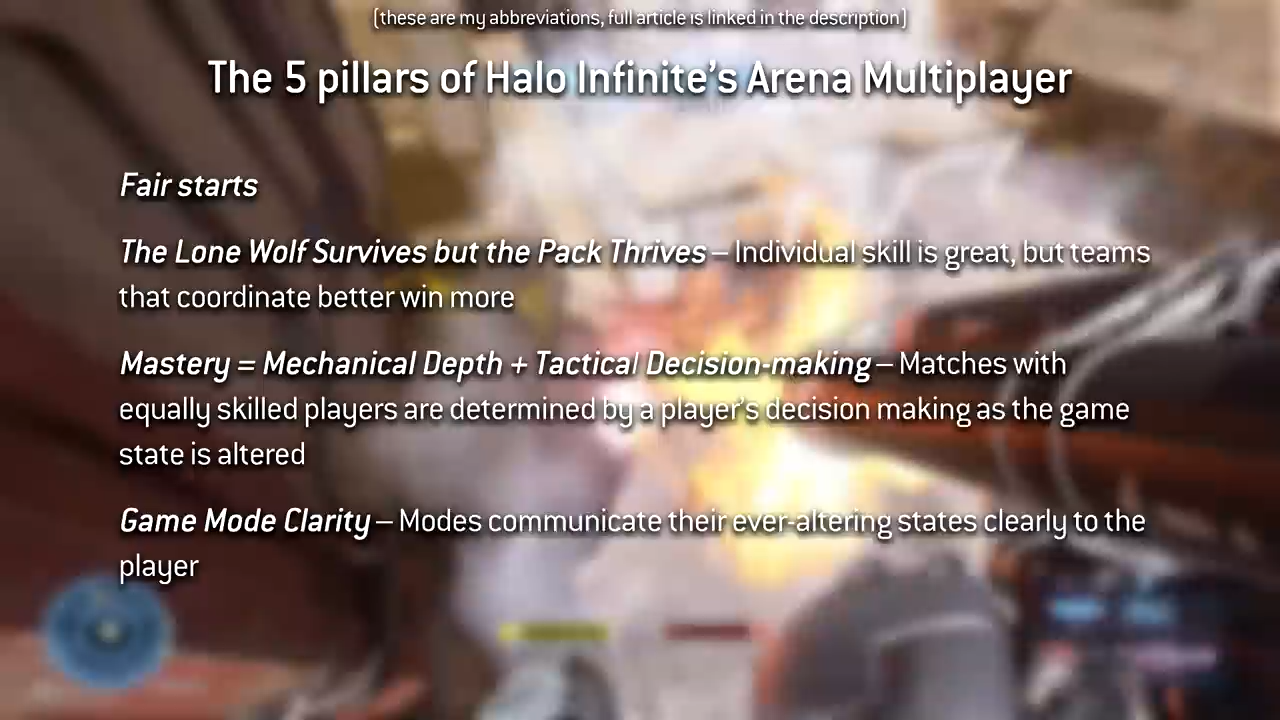 (these are my abbreviations, full article is linked in the description)
The 5 pillars of Halo Infinite's Arena Multiplayer
Fair starts
The Lone Wolf Survives but the Pack Thrives – Individual skill is great, but teams
that coordinate better win more
Mastery = Mechanical Depth + Tactical Decision-making – Matches with
equally skilled players are determined by a player's decision making as the game
state is altered
Game Mode Clarity – Modes communicate their ever-altering states clearly to the
player